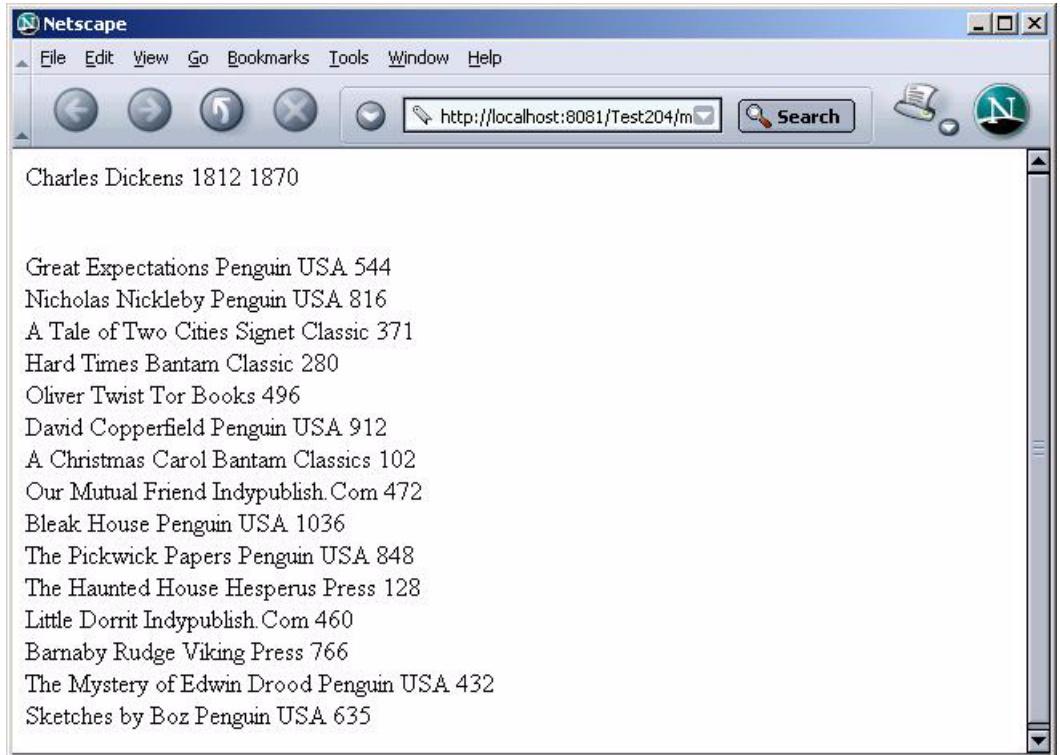 Netscape
File Edit View Go Bookmarks Tools Window Help
http://localhost:8081/Test204/m
Search
N
Charles Dickens 1812 1870
Great Expectations Penguin USA 544
Nicholas Nickleby Penguin USA 816
A Tale of Two Cities Signet Classic 371
Hard Times Bantam Classic 280
Oliver Twist Tor Books 496
David Copperfield Penguin USA 912
A Christmas Carol Bantam Classics 102
Our Mutual Friend Indypublish.Com 472
Bleak House Penguin USA 1036
The Pickwick Papers Penguin USA 848
The Haunted House Hesperus Press 128
Little Dorrit Indypublish.Com 460
Barnaby Rudge Viking Press 766
The Mystery of Edwin Drood Penguin USA 432
Sketches by Boz Penguin USA 635